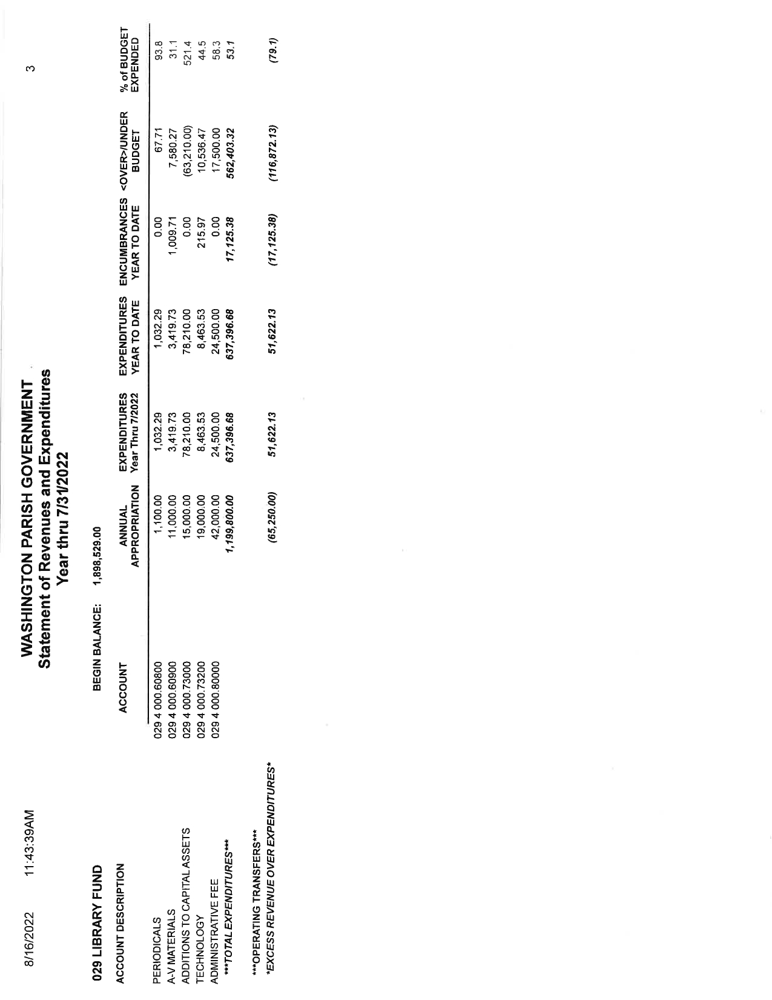 8/16/2022 11:43:39AM WASHINGTON PARISH GOVERNMENT 3
Statement of Revenues and Expenditures
Year thru 7/31/2022
029 LIBRARY FUND BEGIN BALANCE: 1,898,529.00
ACCOUNT DESCRIPTION ACCOUNT ANNUAL EXPENDITURES EXPENDITURES ENCUMBRANCES <OVER>/UNDER % of BUDGET
APPROPRIATION Year Thru 7/2022 YEAR TO DATE YEAR TO DATE BUDGET EXPENDED
PERIODICALS 029 4 000.60800 1,100.00 1,032.29 1,032.29 0.00 67.71 93.8
A-V MATERIALS 029 4 000.60900 11,000.00 3,419.73 3,419.73 1,009.71 7,580.27 31.1
ADDITIONS TO CAPITAL ASSETS 029 4 000.73000 15,000.00 78,210.00 78,210.00 0.00 (63,210.00) 521.4
TECHNOLOGY 029 4 000.73200 19,000.00 8,463.53 8,463.53 215.97 10,536.47 44.5
ADMINISTRATIVE FEE 029 4 000.80000 42,000.00 24,500.00 24,500.00 0.00 17,500.00 58.3
***TOTAL EXPENDITURES*** 1,199,800.00 637,396.68 637,396.68 17,125.38 562,403.32 53.1
***OPERATING TRANSFERS***
*EXCESS REVENUE OVER EXPENDITURES* (65,250.00) 51,622.13 51,622.13 (17,125.38) (116,872.13) (79.1)